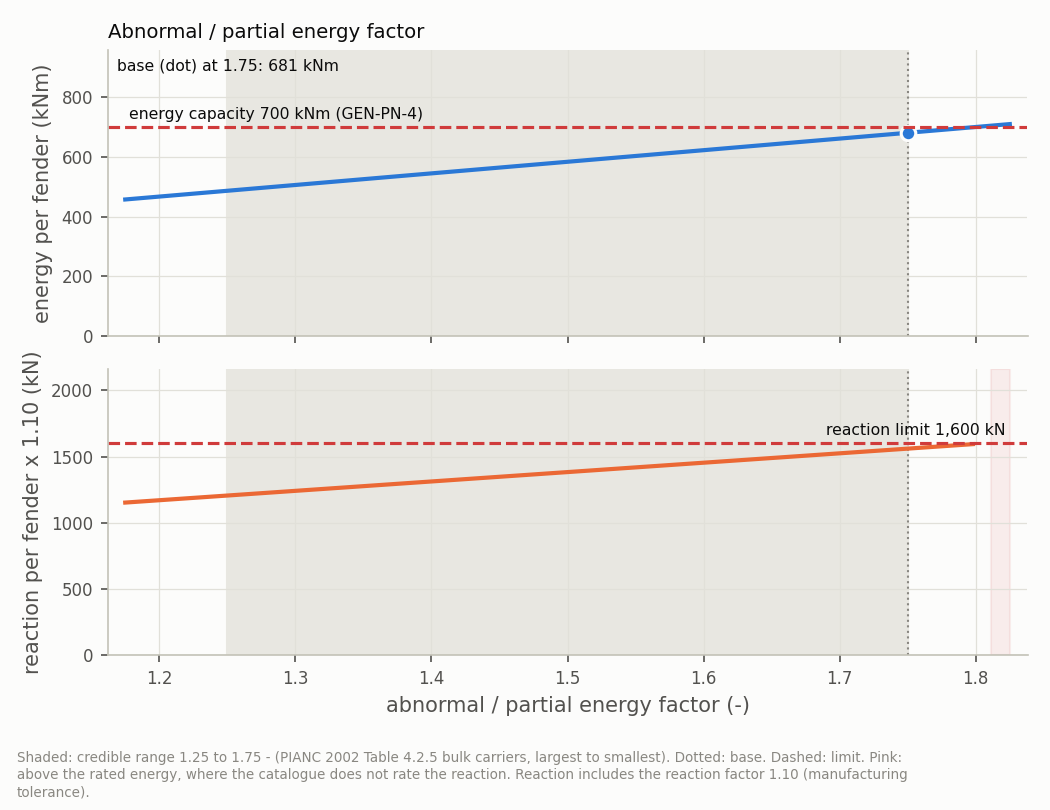 Abnormal / partial energy factor
base (dot) at 1.75: 681 kNm
energy capacity 700 kNm (GEN-PN-4)
energy per fender (kNm)
800
600
400
200
0
reaction per fender x 1.10 (kN)
2000
1500
1000
500
0
reaction limit 1,600 kN
1.2 1.3 1.4 1.5 1.6 1.7 1.8
abnormal / partial energy factor (-)
Shaded: credible range 1.25 to 1.75 - (PIANC 2002 Table 4.2.5 bulk carriers, largest to smallest). Dotted: base. Dashed: limit. Pink:
above the rated energy, where the catalogue does not rate the reaction. Reaction includes the reaction factor 1.10 (manufacturing
tolerance).